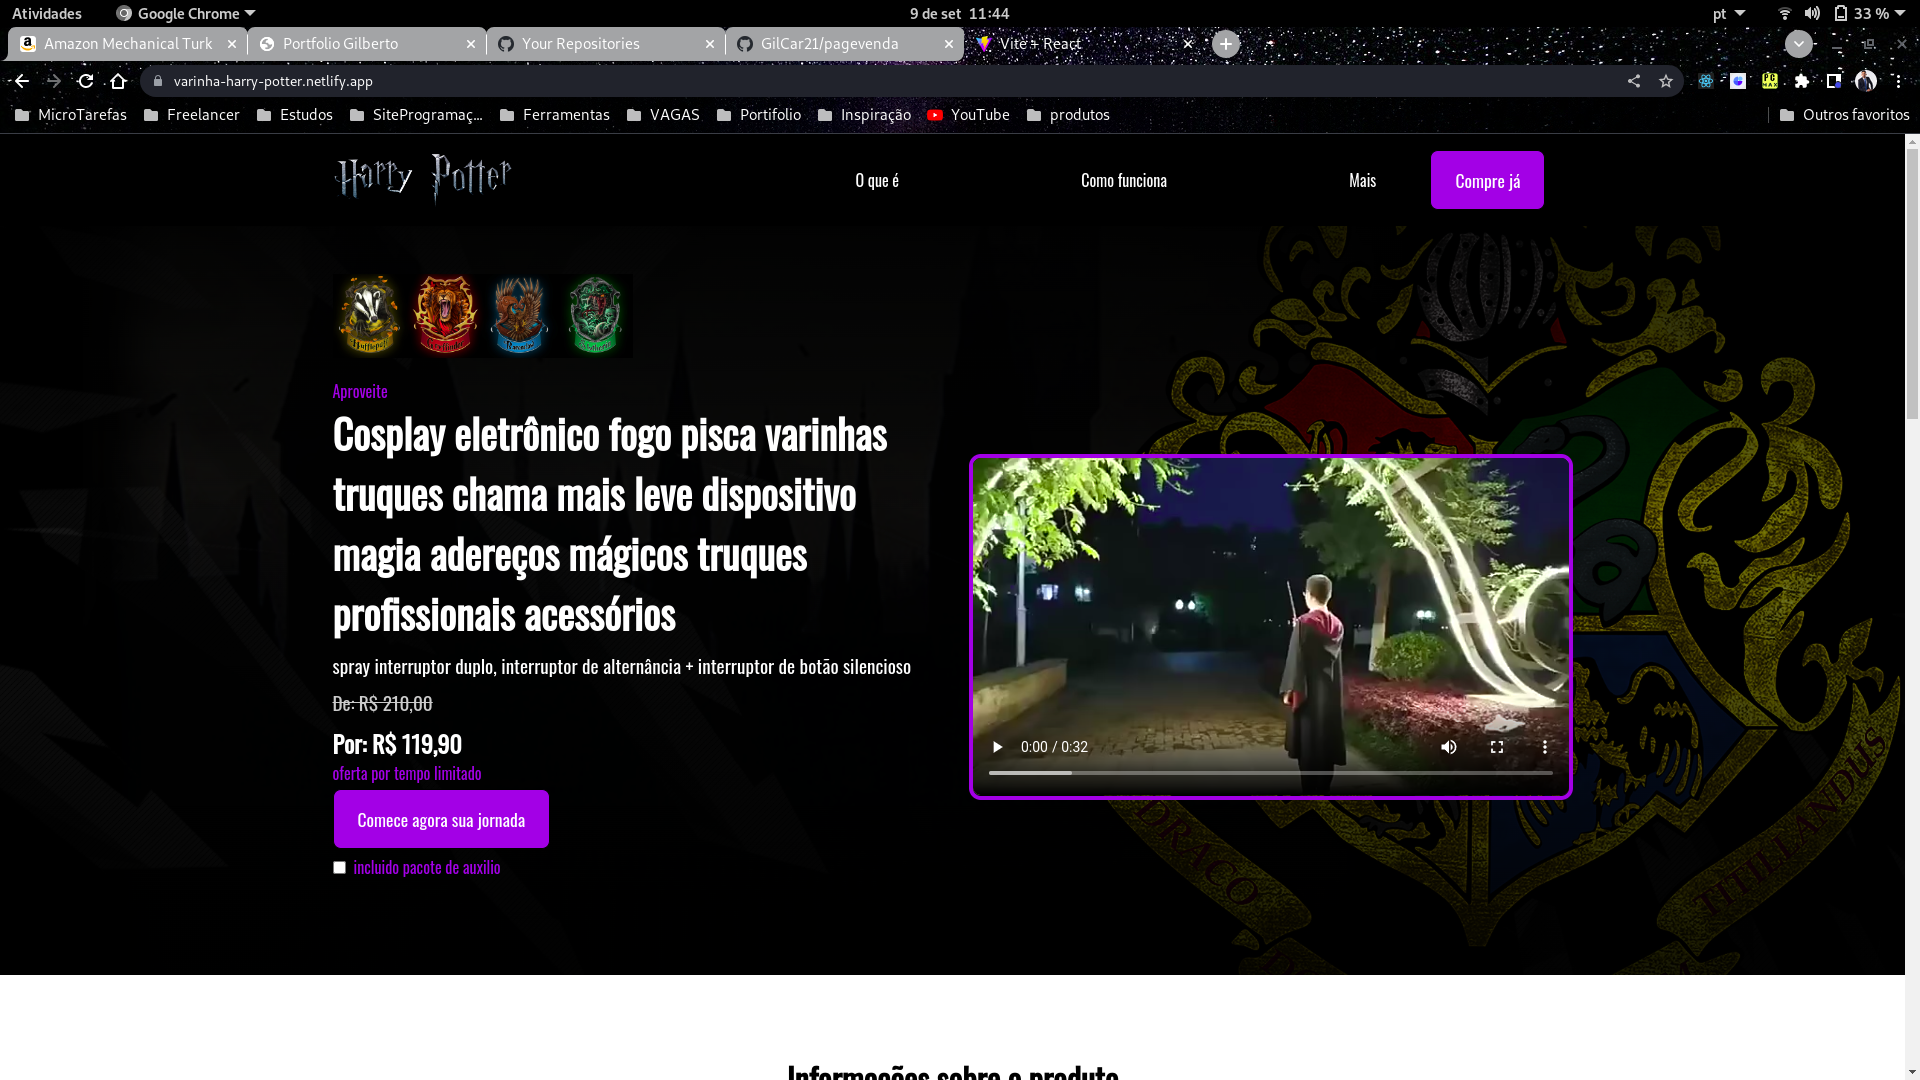 Atividades
Google Chrome
9 de set 11:44
pt
33 %
Amazon Mechanical Turk
Portfolio Gilberto
Your Repositories
GilCar21/pagevenda
Vite + React
varinha-harry-potter.netlify.app
MicroTarefas
Freelancer
Estudos
SiteProgramaç...
Ferramentas
VAGAS
Portifolio
Inspiração
YouTube
produtos
Outros favoritos
Harry Potter
O que é
Como funciona
Mais
Compre já
Aproveite
Cosplay eletrônico fogo pisca varinhas
truques chama mais leve dispositivo
magia adereços mágicos truques
profissionais acessórios
spray interruptor duplo, interruptor de alternância + interruptor de botão silencioso
De: R$ 210,00
Por: R$ 119,90
oferta por tempo limitado
Comece agora sua jornada
incluido pacote de auxilio
0:00 / 0:32
DRACO
TITILLANDUS
Informações sobre o produto